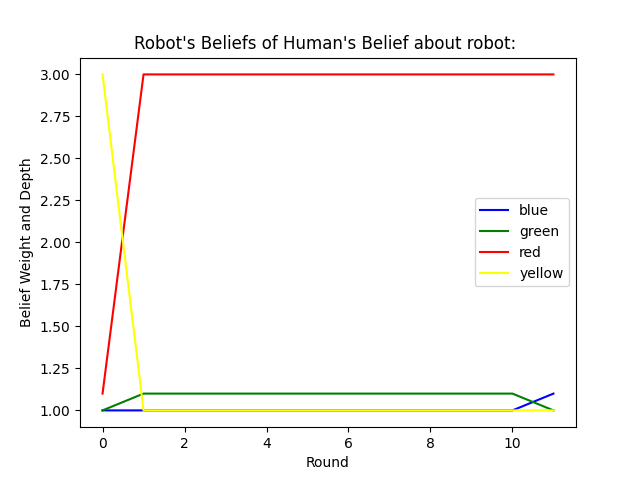 Robot's Beliefs of Human's Belief about robot:
3.00
2.75
2.50
2.25
2.00
1.75
1.50
1.25
1.00
Belief Weight and Depth
blue
green
red
yellow
0
2
4
6
8
10
Round